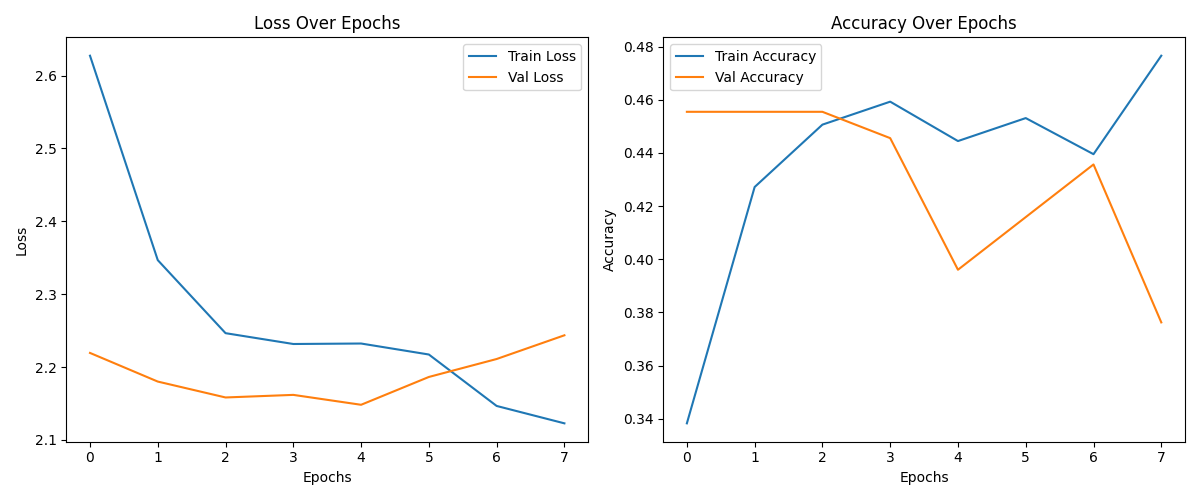 Loss Over Epochs
Train Loss
Val Loss
2.6
2.5
2.4
2.3
2.2
2.1
Loss
0 1 2 3 4 5 6 7
Epochs
Accuracy Over Epochs
Train Accuracy
Val Accuracy
0.48
0.46
0.44
0.42
0.40
0.38
0.36
0.34
Accuracy
0 1 2 3 4 5 6 7
Epochs